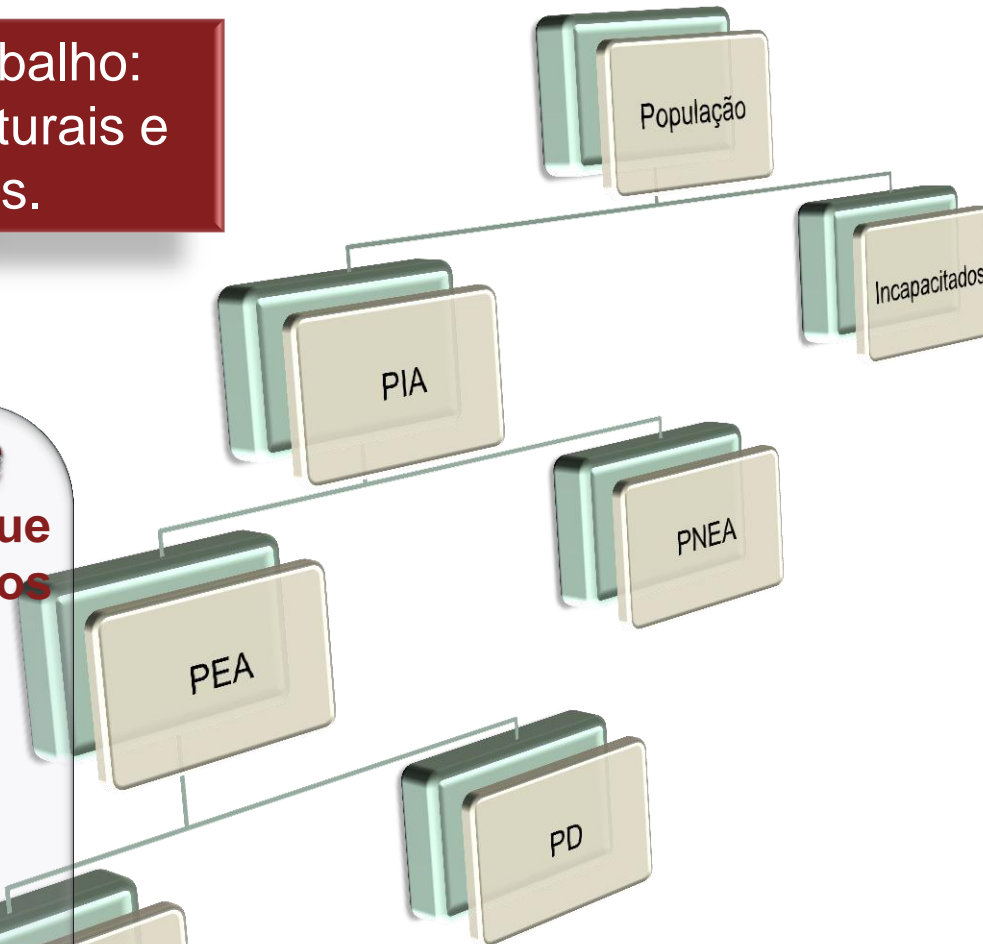 balho:
turais e
s.
População
Incapacitados
PIA
ue
os
PNEA
PEA
PD